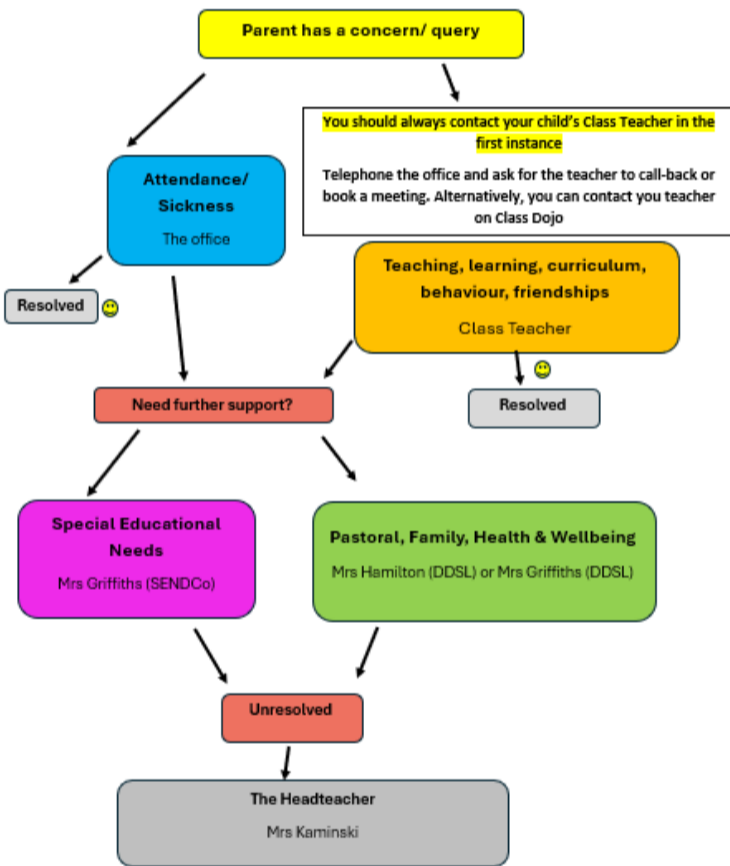 Parent has a concern/ query
You should always contact your child's Class Teacher in the
first instance
Telephone the office and ask for the teacher to call-back or
book a meeting. Alternatively, you can contact you teacher
on Class Dojo
Attendance/
Sickness
The office
Teaching, learning, curriculum,
behaviour, friendships
Class Teacher
Resolved
Resolved
Need further support?
Special Educational
Needs
Mrs Griffiths (SENDCo)
Pastoral, Family, Health & Wellbeing
Mrs Hamilton (DDSL) or Mrs Griffiths (DDSL)
Unresolved
The Headteacher
Mrs Kaminski